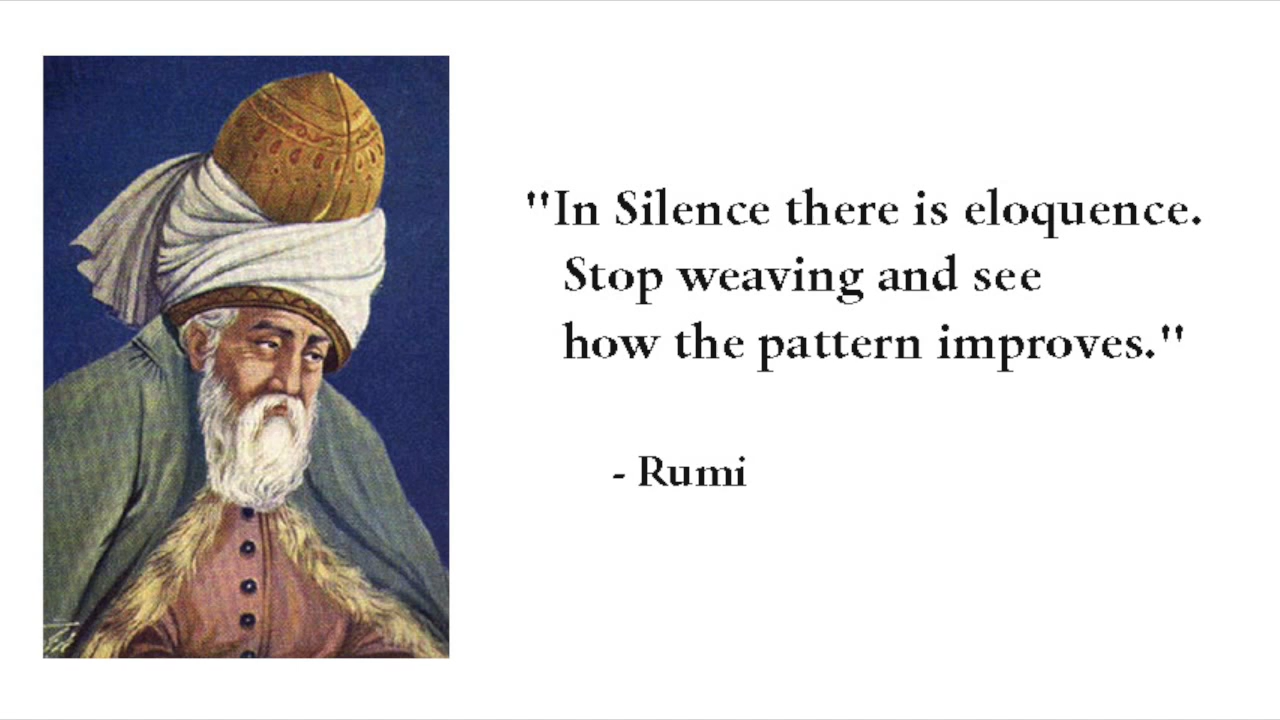 "In Silence there is eloquence.
Stop weaving and see
how the pattern improves."
- Rumi